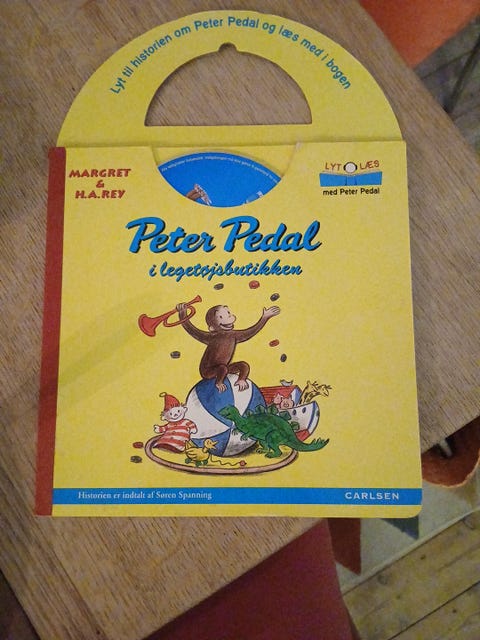 Lyt til historien om Peter Pedal og læs med i bogen
MARGRET
&
H.A.REY
LYT OG LÆS
med Peter Pedal
Peter Pedal
i legetøjsbutikken
Historien er indtalt af Søren Spanning
CARLSEN